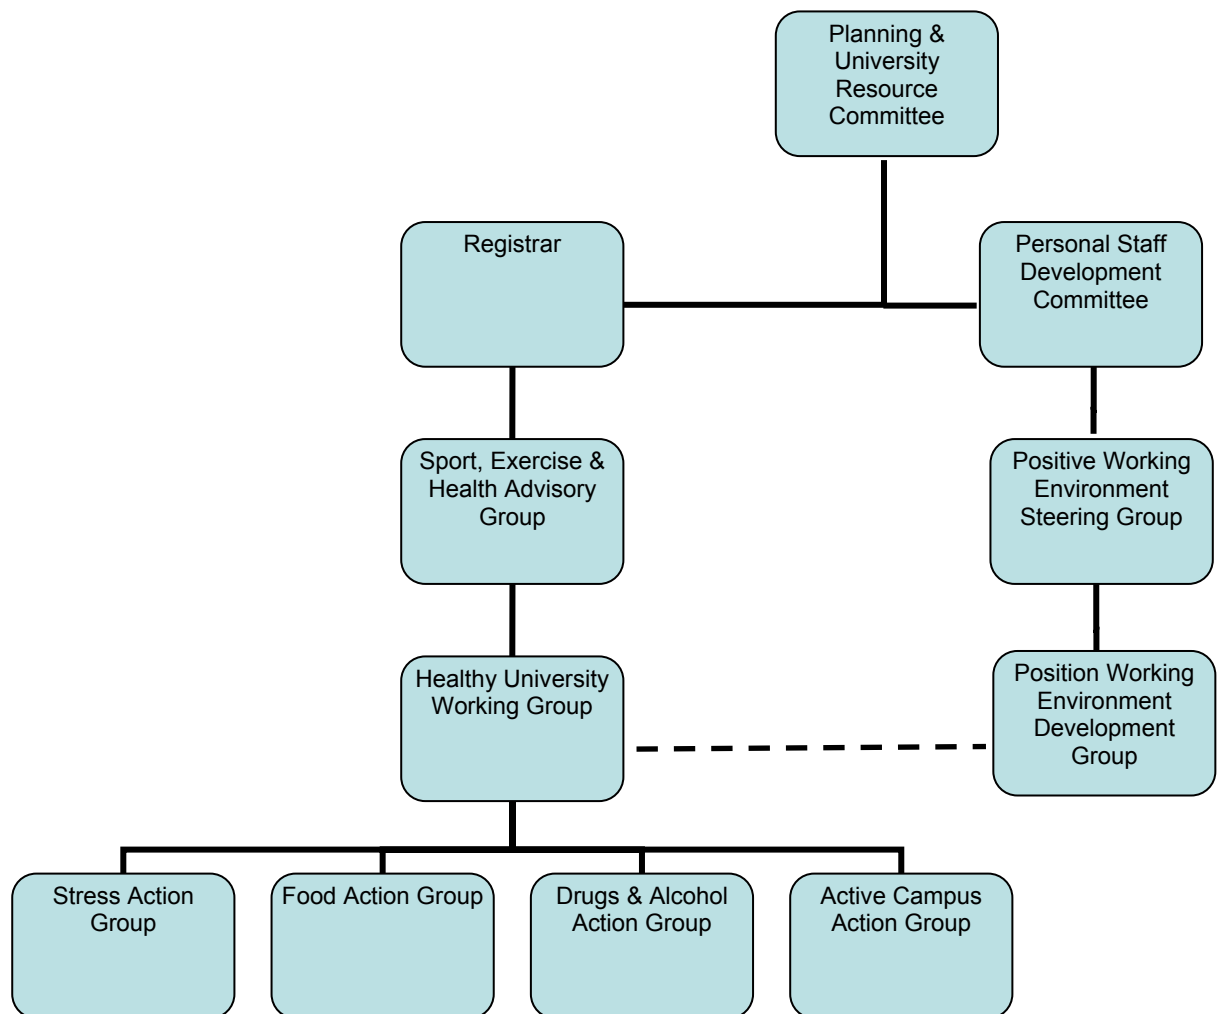 Planning &
University
Resource
Committee
Registrar
Personal Staff
Development
Committee
Sport, Exercise &
Health Advisory
Group
Positive Working
Environment
Steering Group
Healthy University
Working Group
Position Working
Environment
Development
Group
Stress Action
Group
Food Action Group
Drugs & Alcohol
Action Group
Active Campus
Action Group